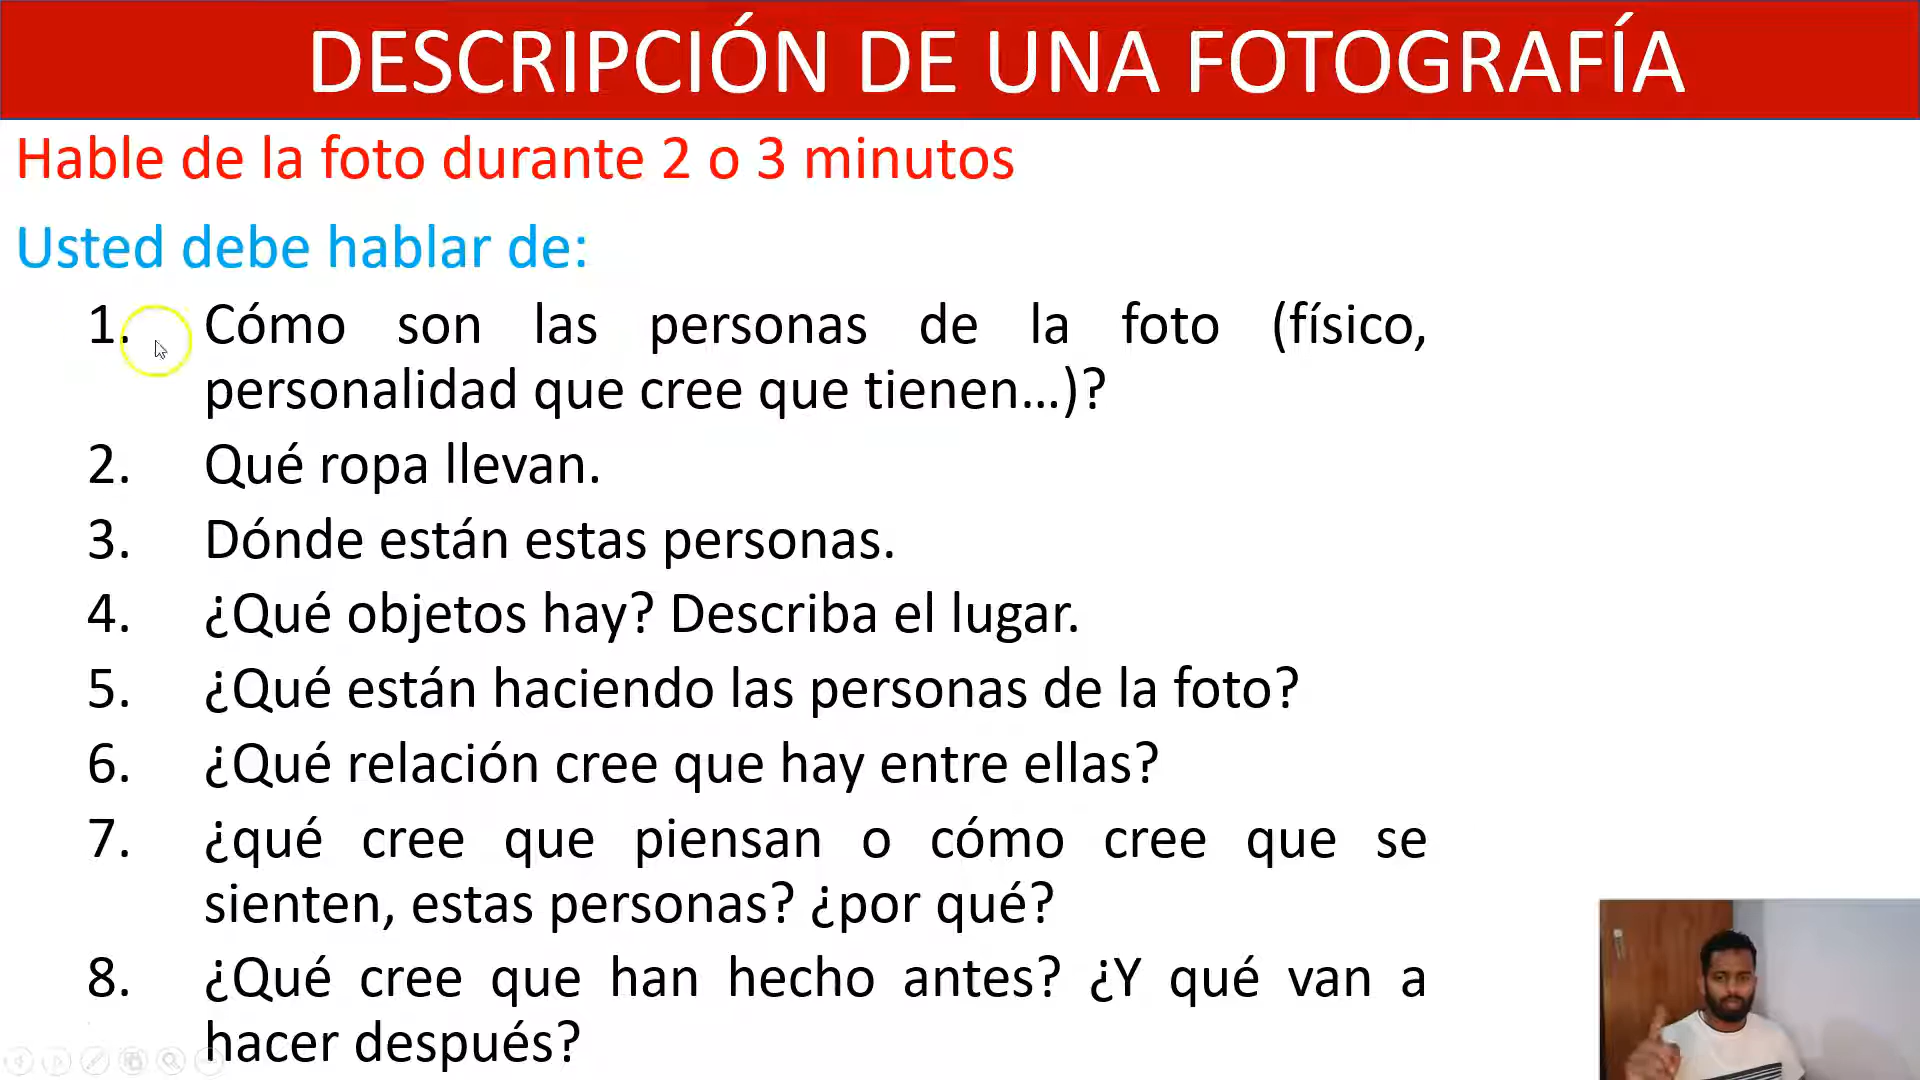 DESCRIPCIÓN DE UNA FOTOGRAFÍA
Hable de la foto durante 2 o 3 minutos
Usted debe hablar de:
1. Cómo son las personas de la foto (físico,
personalidad que cree que tienen...)?
2. Qué ropa llevan.
3. Dónde están estas personas.
4. ¿Qué objetos hay? Describa el lugar.
5. ¿Qué están haciendo las personas de la foto?
6. ¿Qué relación cree que hay entre ellas?
7. ¿qué cree que piensan o cómo cree que se
sienten, estas personas? ¿por qué?
8. ¿Qué cree que han hecho antes? ¿Y qué van a
hacer después?